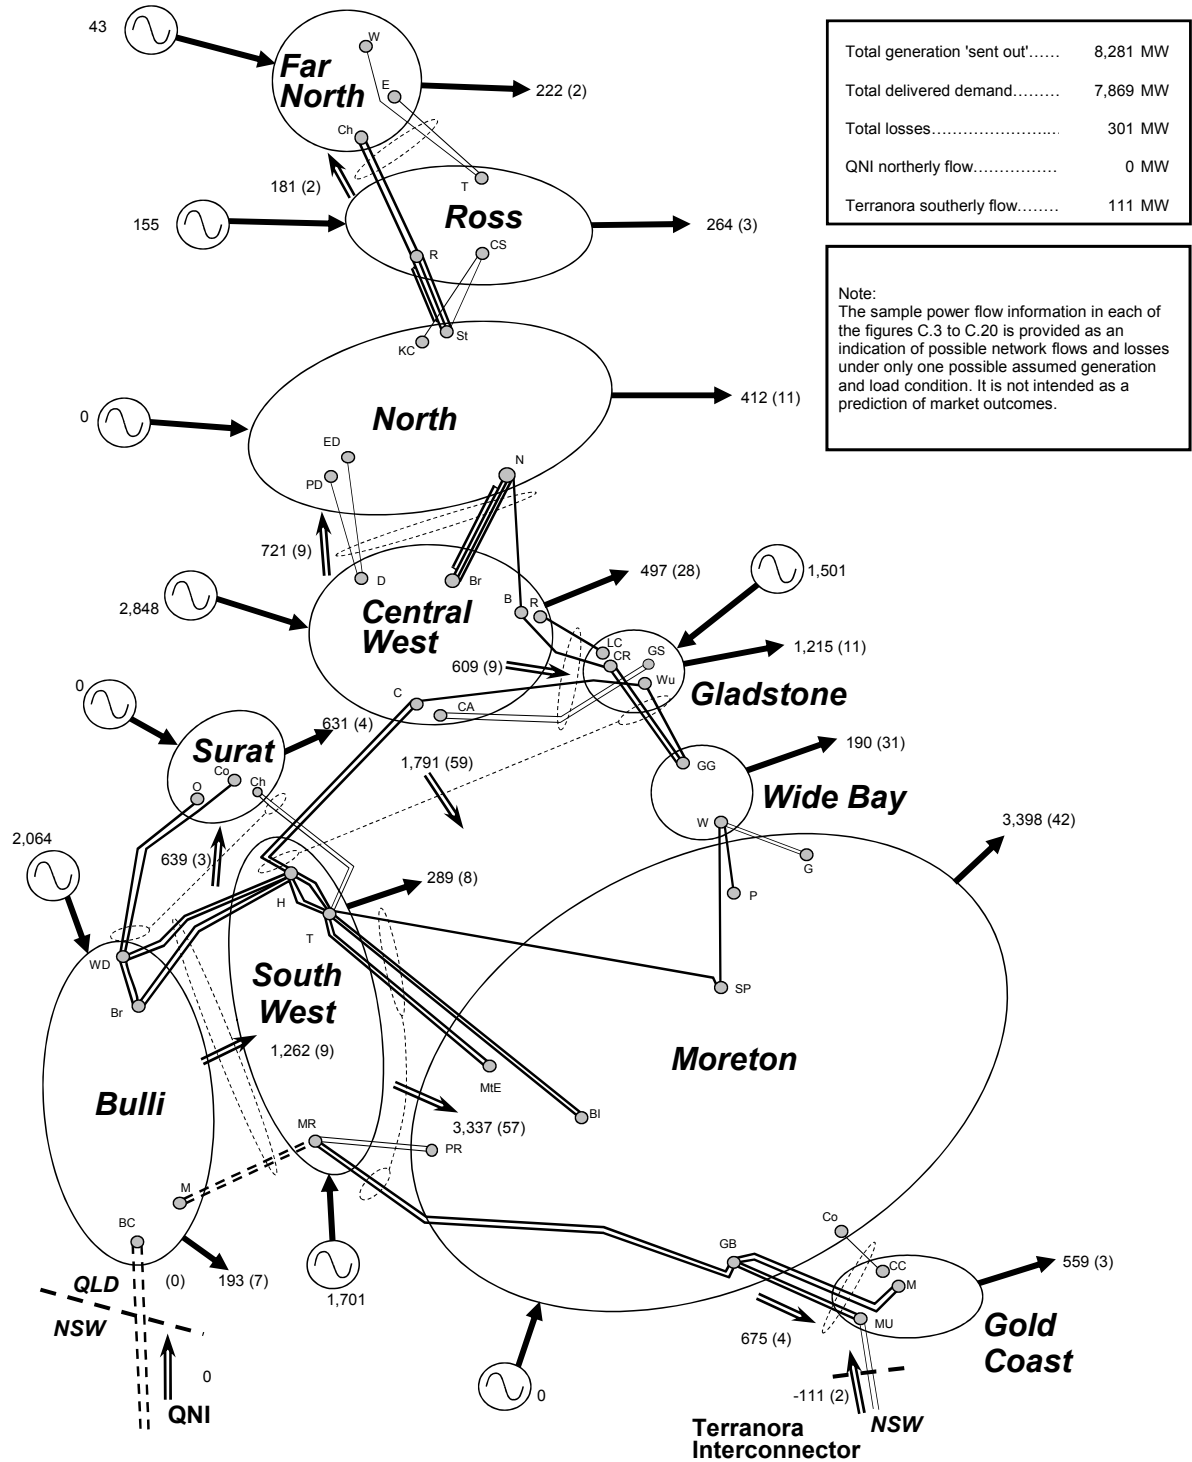 43
W
Far
North
E
222 (2)
Ch
181 (2)
T
Total generation 'sent out'...... 8,281 MW
Total delivered demand......... 7,869 MW
Total losses........................ 301 MW
QNI northerly flow................ 0 MW
Terranora southerly flow........ 111 MW
155
Ross
264 (3)
R
CS
Note:
The sample power flow information in each of
the figures C.3 to C.20 is provided as an
indication of possible network flows and losses
under only one possible assumed generation
and load condition. It is not intended as a
prediction of market outcomes.
St
KC
0
North
412 (11)
ED
PD
N
721 (9)
D
Br
497 (28)
1,501
2,848
Central
West
B
R
LC
CR
GS
1,215 (11)
609 (9)
Wu
Gladstone
C
CA
0
631 (4)
Surat
Co
Ch
O
1,791 (59)
GG
190 (31)
Wide Bay
W
3,398 (42)
G
2,064
639 (3)
289 (8)
P
H
T
WD
Br
South
West
SP
1,262 (9)
Moreton
MtE
Bulli
Bl
3,337 (57)
MR
PR
M
BC
Co
GB
CC
M
559 (3)
QLD
(0)
193 (7)
NSW
1,701
MU
675 (4)
Gold
Coast
0
QNI
0
-111 (2)
NSW
Terranora
Interconnector